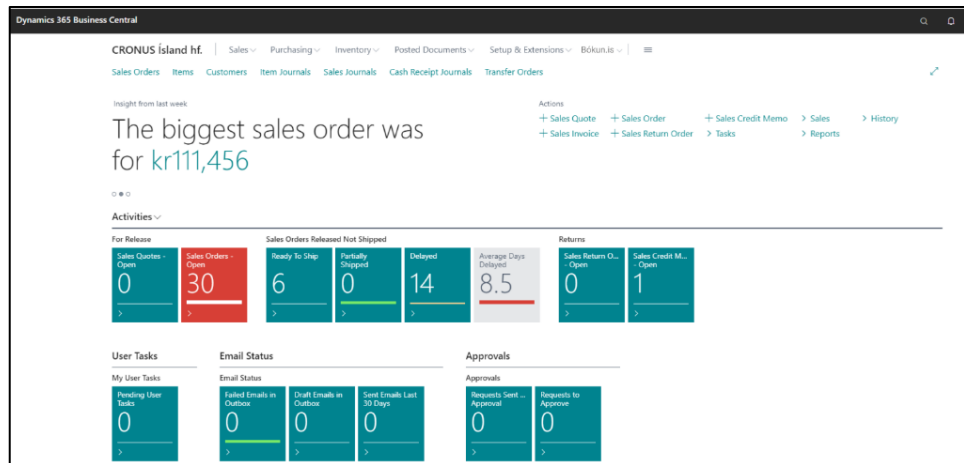 Dynamics 365 Business Central
CRONUS Ísland hf. Sales Purchasing Inventory Posted Documents Setup & Extensions Bókun.is
Sales Orders Items Customers Item Journals Sales Journals Cash Receipt Journals Transfer Orders
Insight from last week
The biggest sales order was
for kr111,456
Actions
+ Sales Quote + Sales Order + Sales Credit Memo > Sales > History
+ Sales Invoice + Sales Return Order > Tasks > Reports
Activities
For Release Sales Orders Released Not Shipped Returns
Sales Quotes - Open 0
Sales Orders - Open 30
Ready To Ship 6
Partially Shipped 0
Delayed 14
Average Days Delayed 8.5
Sales Return O... - Open 0
Sales Credit M... - Open 1
User Tasks Email Status Approvals
My User Tasks Email Status Approvals
Pending User Tasks 0
Failed Emails in Outbox 0
Draft Emails in Outbox 0
Sent Emails Last 30 Days 0
Requests Sent ... Approval 0
Requests to Approve 0